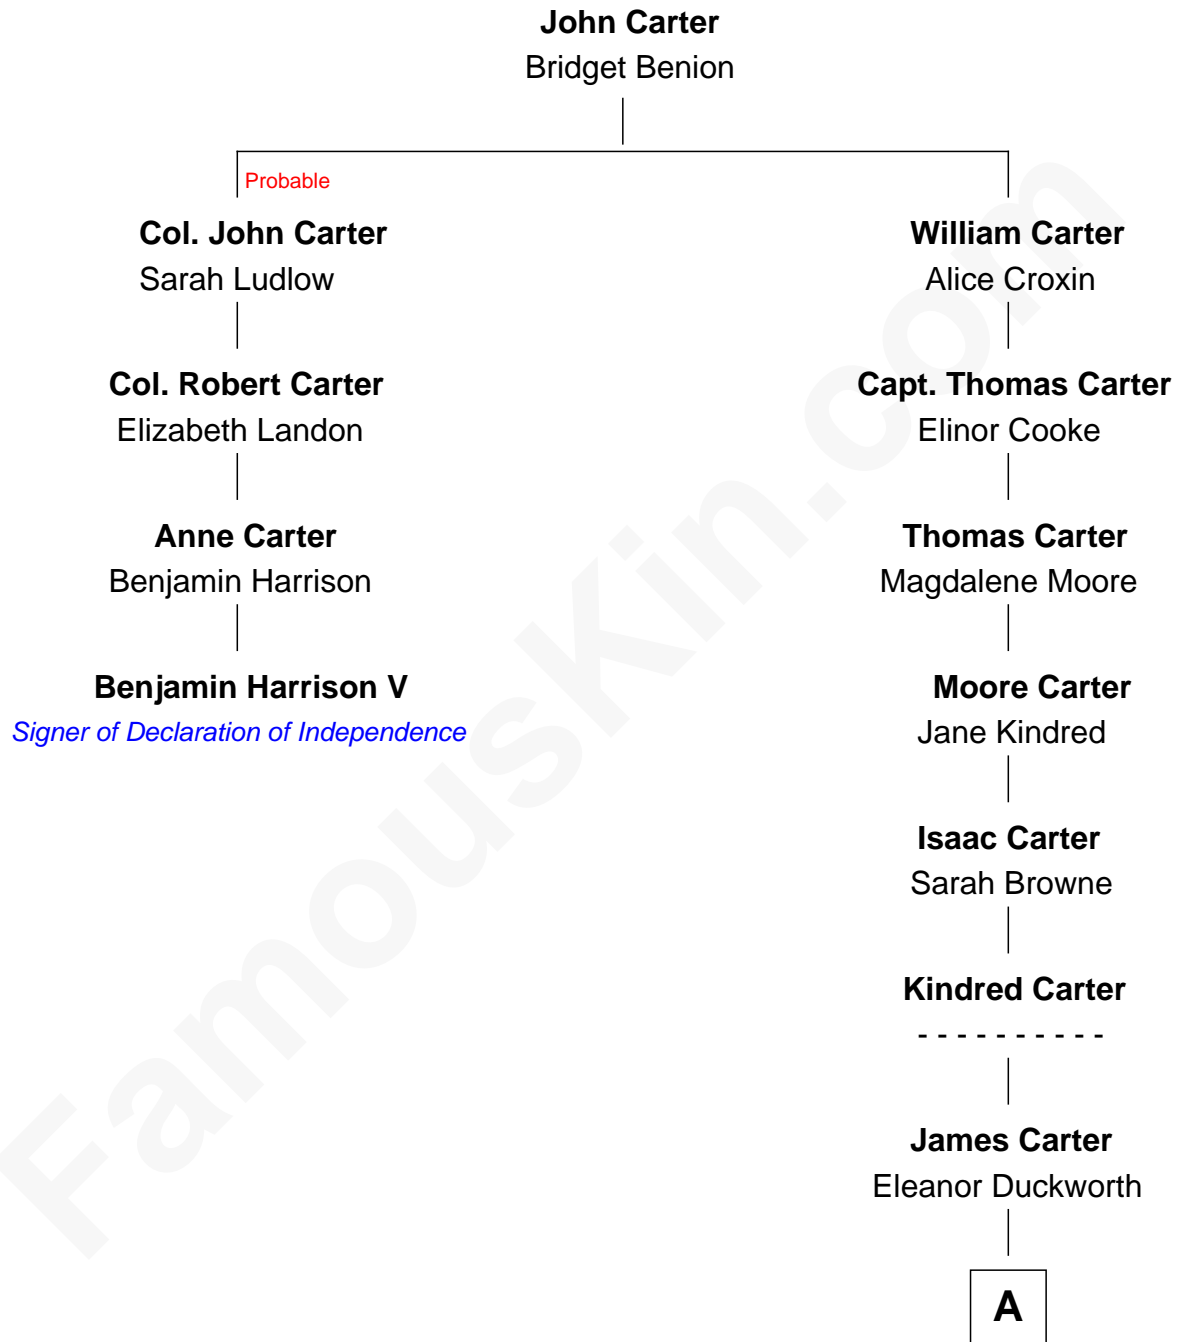 John Carter
Bridget Benion
Probable
Col. John Carter
Sarah Ludlow
William Carter
Alice Croxin
Col. Robert Carter
Elizabeth Landon
Capt. Thomas Carter
Elinor Cooke
Anne Carter
Benjamin Harrison
Thomas Carter
Magdalene Moore
Benjamin Harrison V
Signer of Declaration of Independence
Moore Carter
Jane Kindred
Isaac Carter
Sarah Browne
Kindred Carter
- - - - - - - - - -
James Carter
Eleanor Duckworth
A
FamousKin.com